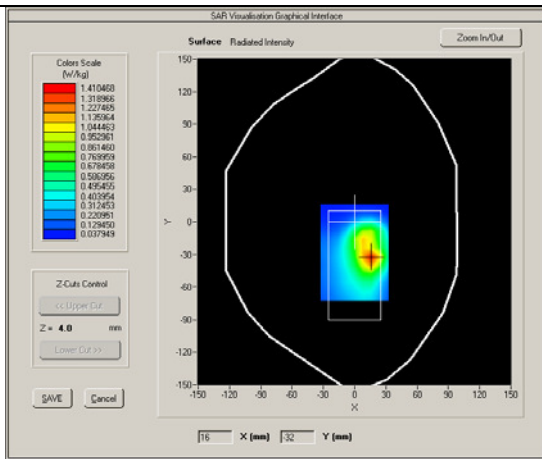 SAR Visualisation Graphical Interface
Surface Radiated Intensity
Zoom In/Out
Colors Scale
(W/kg)
1.410468
1.318966
1.227465
1.135964
1.044463
0.952961
0.861460
0.769959
0.678458
0.586956
0.495455
0.403954
0.312453
0.220951
0.129450
0.037949
Z-Cuts Control
<< Upper Cut
Z = 4.0 mm
Lower Cut >>
SAVE Cancel
150
120
90
60
30
0
-30
-60
-90
-120
-150
Y
-150 -120 -90 -60 -30 0 30 60 90 120 150
X
16 X (mm) -32 Y (mm)